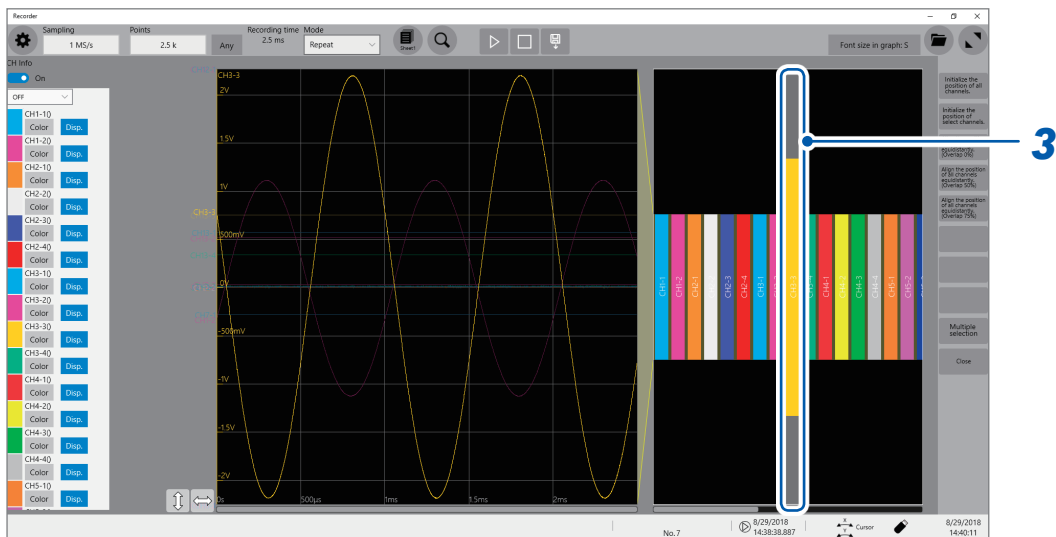 Recorder
Sampling
1 MS/s
Points
2.5 k
Any
Recording time
2.5 ms
Mode
Repeat
Sheet1
Font size in graph: S
CH Info
On
OFF
CH1-1()
Color Disp.
CH1-2()
Color Disp.
CH2-1()
Color Disp.
CH2-2()
Color Disp.
CH2-3()
Color Disp.
CH2-4()
Color Disp.
CH3-1()
Color Disp.
CH3-2()
Color Disp.
CH3-3()
Color Disp.
CH3-4()
Color Disp.
CH4-1()
Color Disp.
CH4-2()
Color Disp.
CH4-3()
Color Disp.
CH4-4()
Color Disp.
CH5-1()
Color Disp.
CH3-3
2V
1.5V
1V
CH3-3
500mV
0V
-500mV
-1V
-1.5V
-2V
0s 500µs 1ms 1.5ms 2ms
CH1-1
CH1-2
CH2-1
CH2-3
CH2-4
CH3-1
CH3-3
CH4-1
CH4-2
CH4-3
CH4-4
CH5-1
CH5-2
3
Initialize the
position of all
channels.
Initialize the
position of
select channels.
equidistantly.
(Overlap 0%)
Align the position
of all channels
equidistantly.
(Overlap 50%)
Align the position
of all channels
equidistantly.
(Overlap 75%)
Multiple
selection
Close
No.7
8/29/2018
14:38:38.887
X
Y
Cursor
8/29/2018
14:40:11